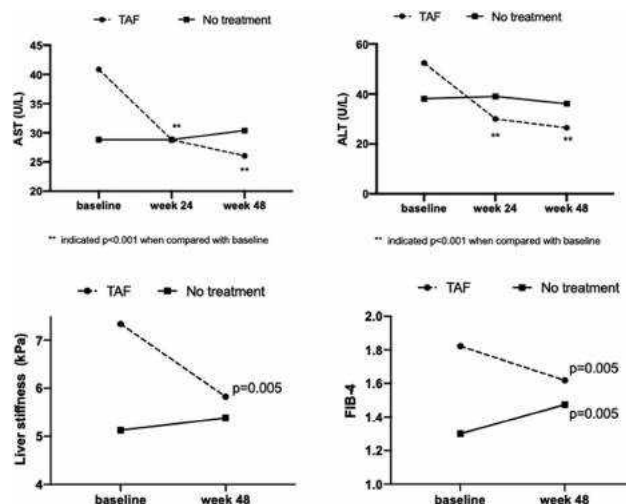 TAF No treatment
AST (U/L)
45
40
35
30
25
20
**
**
baseline week 24 week 48
** indicated p<0.001 when compared with baseline
TAF No treatment
ALT (U/L)
60
40
20
0
**
**
baseline week 24 week 48
** indicated p<0.001 when compared with baseline
TAF No treatment
Liver stiffness (kPa)
7
6
5
4
p=0.005
baseline week 48
TAF No treatment
FIB-4
2.0
1.8
1.6
1.4
1.2
1.0
p=0.005
p=0.005
baseline week 48